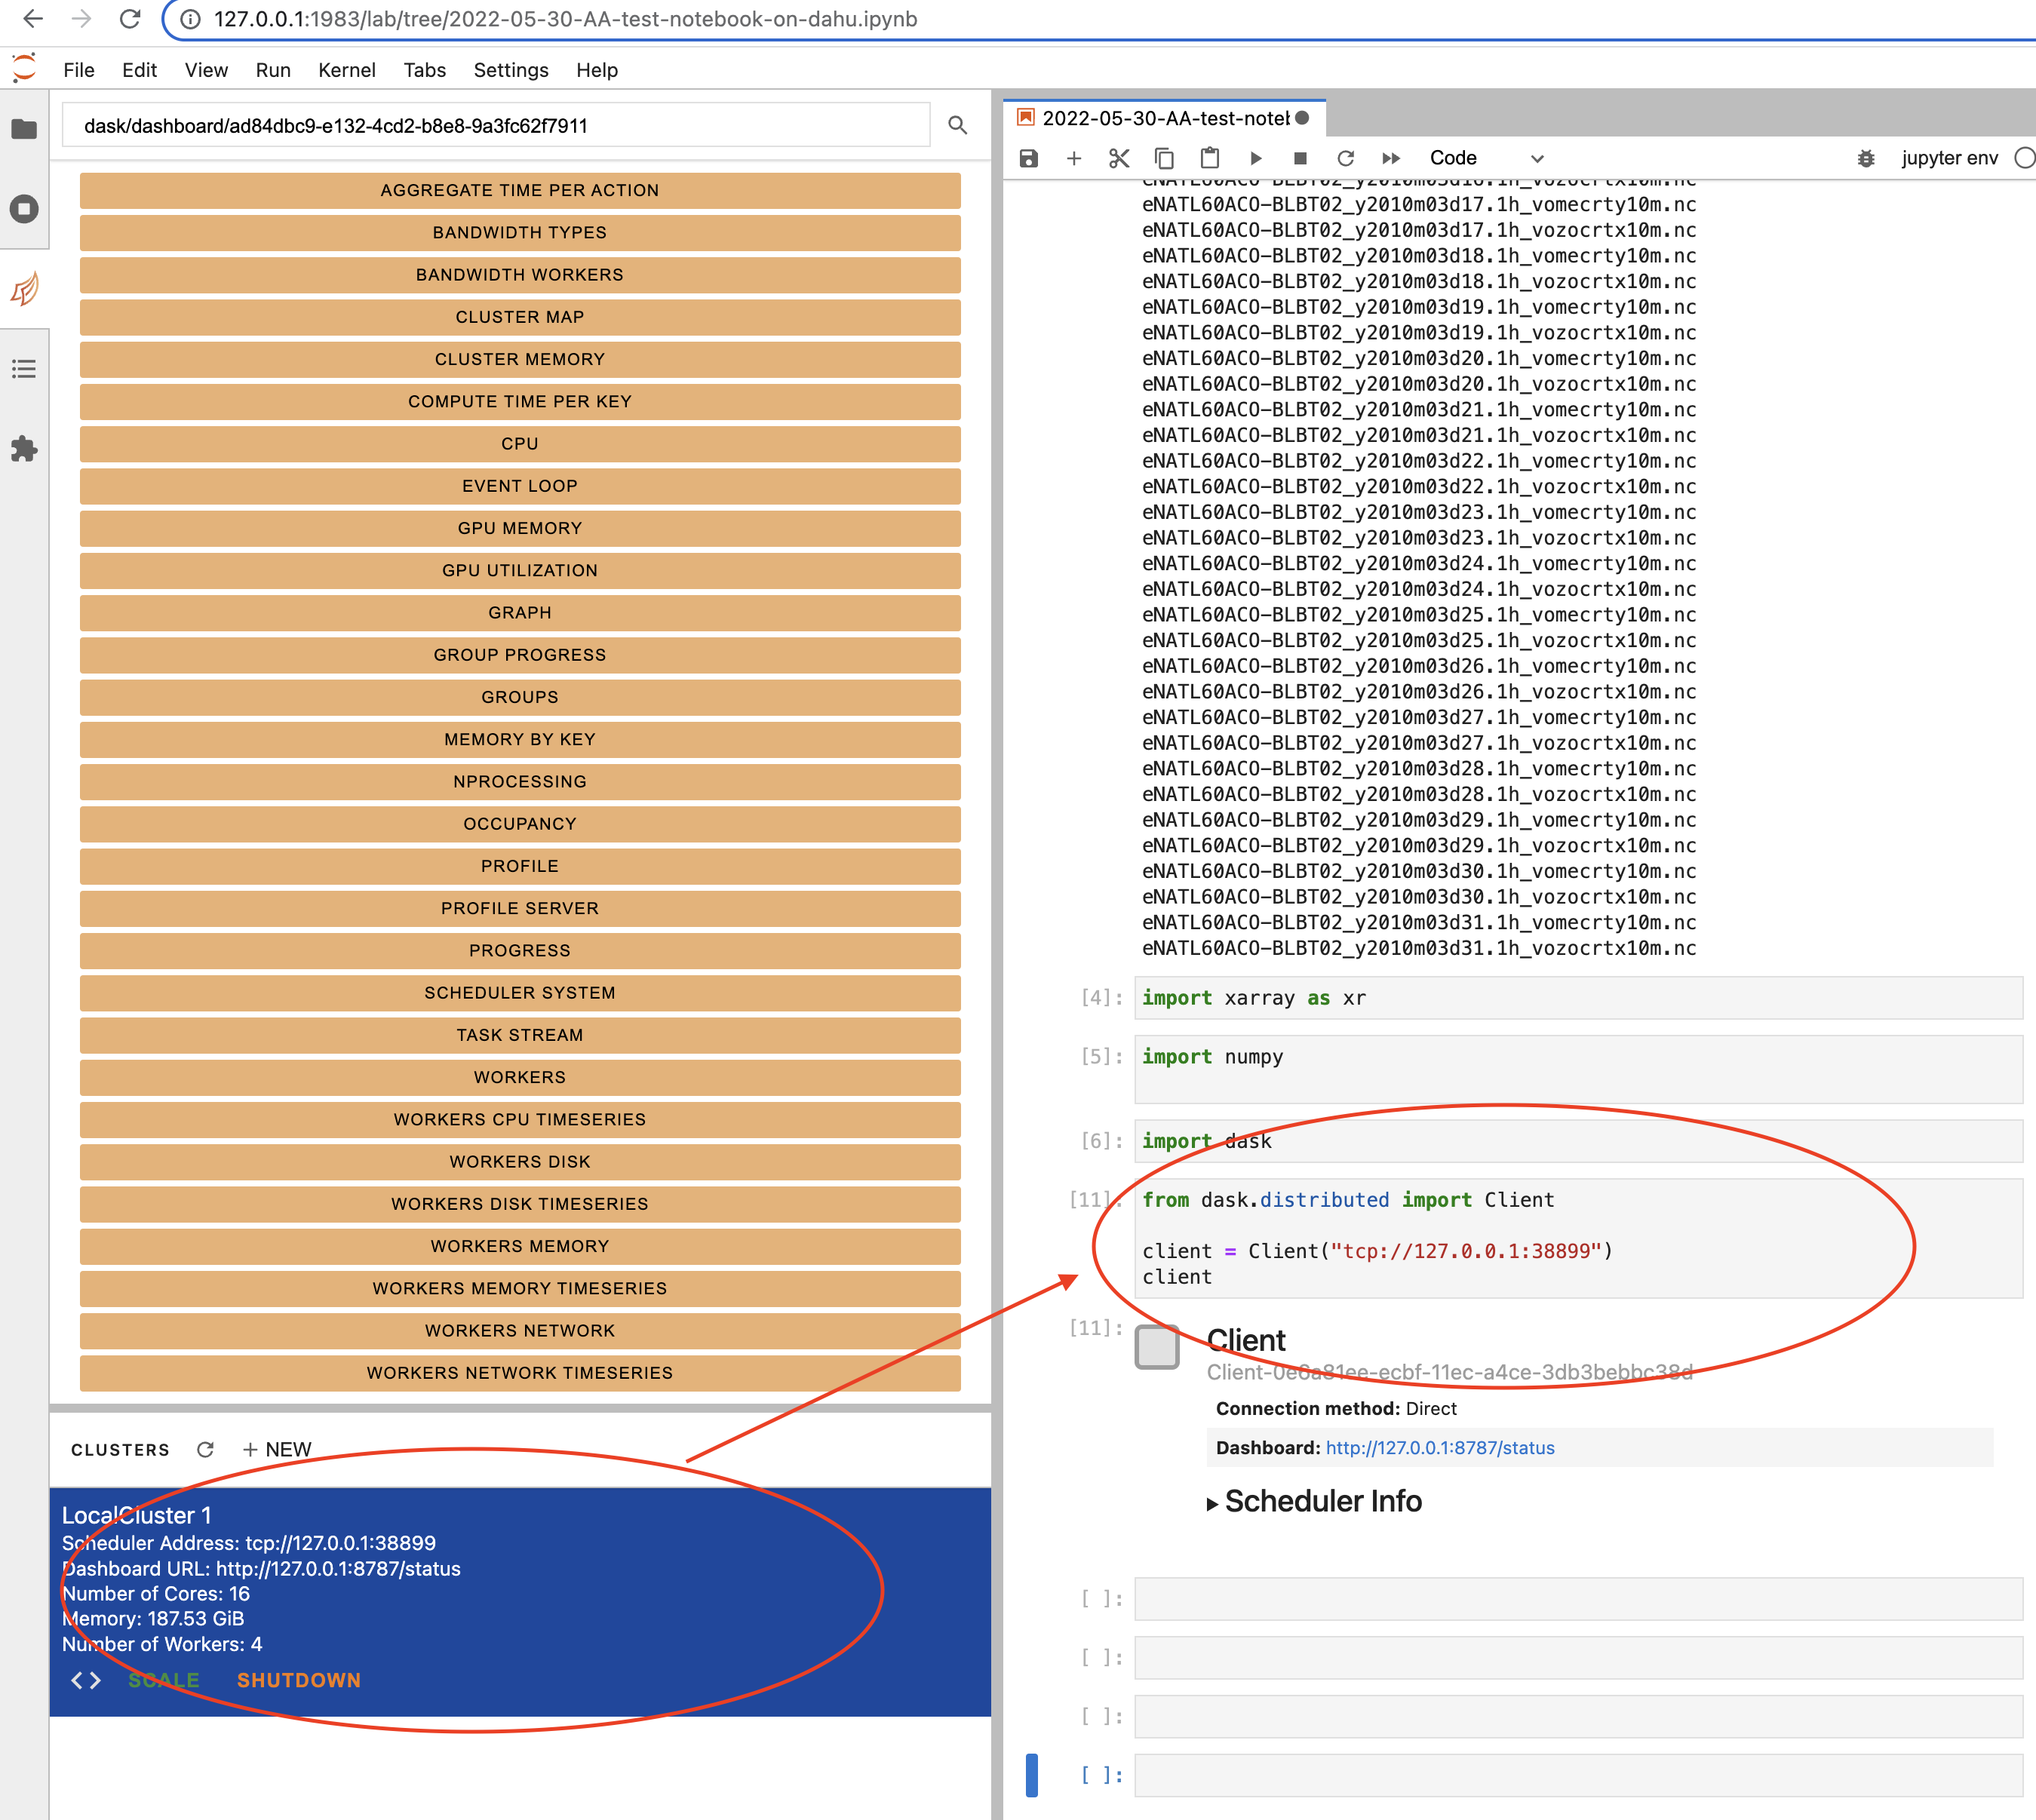 127.0.0.1:1983/lab/tree/2022-05-30-AA-test-notebook-on-dahu.ipynb
File Edit View Run Kernel Tabs Settings Help
dask/dashboard/ad84dbc9-e132-4cd2-b8e8-9a3fc62f7911
AGGREGATE TIME PER ACTION
BANDWIDTH TYPES
BANDWIDTH WORKERS
CLUSTER MAP
CLUSTER MEMORY
COMPUTE TIME PER KEY
CPU
EVENT LOOP
GPU MEMORY
GPU UTILIZATION
GRAPH
GROUP PROGRESS
GROUPS
MEMORY BY KEY
NPROCESSING
OCCUPANCY
PROFILE
PROFILE SERVER
PROGRESS
SCHEDULER SYSTEM
TASK STREAM
WORKERS
WORKERS CPU TIMESERIES
WORKERS DISK
WORKERS DISK TIMESERIES
WORKERS MEMORY
WORKERS MEMORY TIMESERIES
WORKERS NETWORK
WORKERS NETWORK TIMESERIES
CLUSTERS + NEW
LocalCluster 1
Scheduler Address: tcp://127.0.0.1:38899
Dashboard URL: http://127.0.0.1:8787/status
Number of Cores: 16
Memory: 187.53 GiB
Number of Workers: 4
<> SCALE SHUTDOWN
2022-05-30-AA-test-notel
Code jupyter env
eNATL60ACO-BLBT02_y2010m03d16.1h_vozocrtx10m.nc
eNATL60ACO-BLBT02_y2010m03d17.1h_vomecrty10m.nc
eNATL60ACO-BLBT02_y2010m03d17.1h_vozocrtx10m.nc
eNATL60ACO-BLBT02_y2010m03d18.1h_vomecrty10m.nc
eNATL60ACO-BLBT02_y2010m03d18.1h_vozocrtx10m.nc
eNATL60ACO-BLBT02_y2010m03d19.1h_vomecrty10m.nc
eNATL60ACO-BLBT02_y2010m03d19.1h_vozocrtx10m.nc
eNATL60ACO-BLBT02_y2010m03d20.1h_vomecrty10m.nc
eNATL60ACO-BLBT02_y2010m03d20.1h_vozocrtx10m.nc
eNATL60ACO-BLBT02_y2010m03d21.1h_vomecrty10m.nc
eNATL60ACO-BLBT02_y2010m03d21.1h_vozocrtx10m.nc
eNATL60ACO-BLBT02_y2010m03d22.1h_vomecrty10m.nc
eNATL60ACO-BLBT02_y2010m03d22.1h_vozocrtx10m.nc
eNATL60ACO-BLBT02_y2010m03d23.1h_vomecrty10m.nc
eNATL60ACO-BLBT02_y2010m03d23.1h_vozocrtx10m.nc
eNATL60ACO-BLBT02_y2010m03d24.1h_vomecrty10m.nc
eNATL60ACO-BLBT02_y2010m03d24.1h_vozocrtx10m.nc
eNATL60ACO-BLBT02_y2010m03d25.1h_vomecrty10m.nc
eNATL60ACO-BLBT02_y2010m03d25.1h_vozocrtx10m.nc
eNATL60ACO-BLBT02_y2010m03d26.1h_vomecrty10m.nc
eNATL60ACO-BLBT02_y2010m03d26.1h_vozocrtx10m.nc
eNATL60ACO-BLBT02_y2010m03d27.1h_vomecrty10m.nc
eNATL60ACO-BLBT02_y2010m03d27.1h_vozocrtx10m.nc
eNATL60ACO-BLBT02_y2010m03d28.1h_vomecrty10m.nc
eNATL60ACO-BLBT02_y2010m03d28.1h_vozocrtx10m.nc
eNATL60ACO-BLBT02_y2010m03d29.1h_vomecrty10m.nc
eNATL60ACO-BLBT02_y2010m03d29.1h_vozocrtx10m.nc
eNATL60ACO-BLBT02_y2010m03d30.1h_vomecrty10m.nc
eNATL60ACO-BLBT02_y2010m03d30.1h_vozocrtx10m.nc
eNATL60ACO-BLBT02_y2010m03d31.1h_vomecrty10m.nc
eNATL60ACO-BLBT02_y2010m03d31.1h_vozocrtx10m.nc
[4]: import xarray as xr
[5]: import numpy
[6]: import dask
[11]: from dask.distributed import Client
client = Client("tcp://127.0.0.1:38899")
client
[11]: Client
Client-0e6a81ee-ecbf-11ec-a4ce-3db3bebbc38d
Connection method: Direct
Dashboard: http://127.0.0.1:8787/status
Scheduler Info
[ ]:
[ ]:
[ ]:
[ ]: